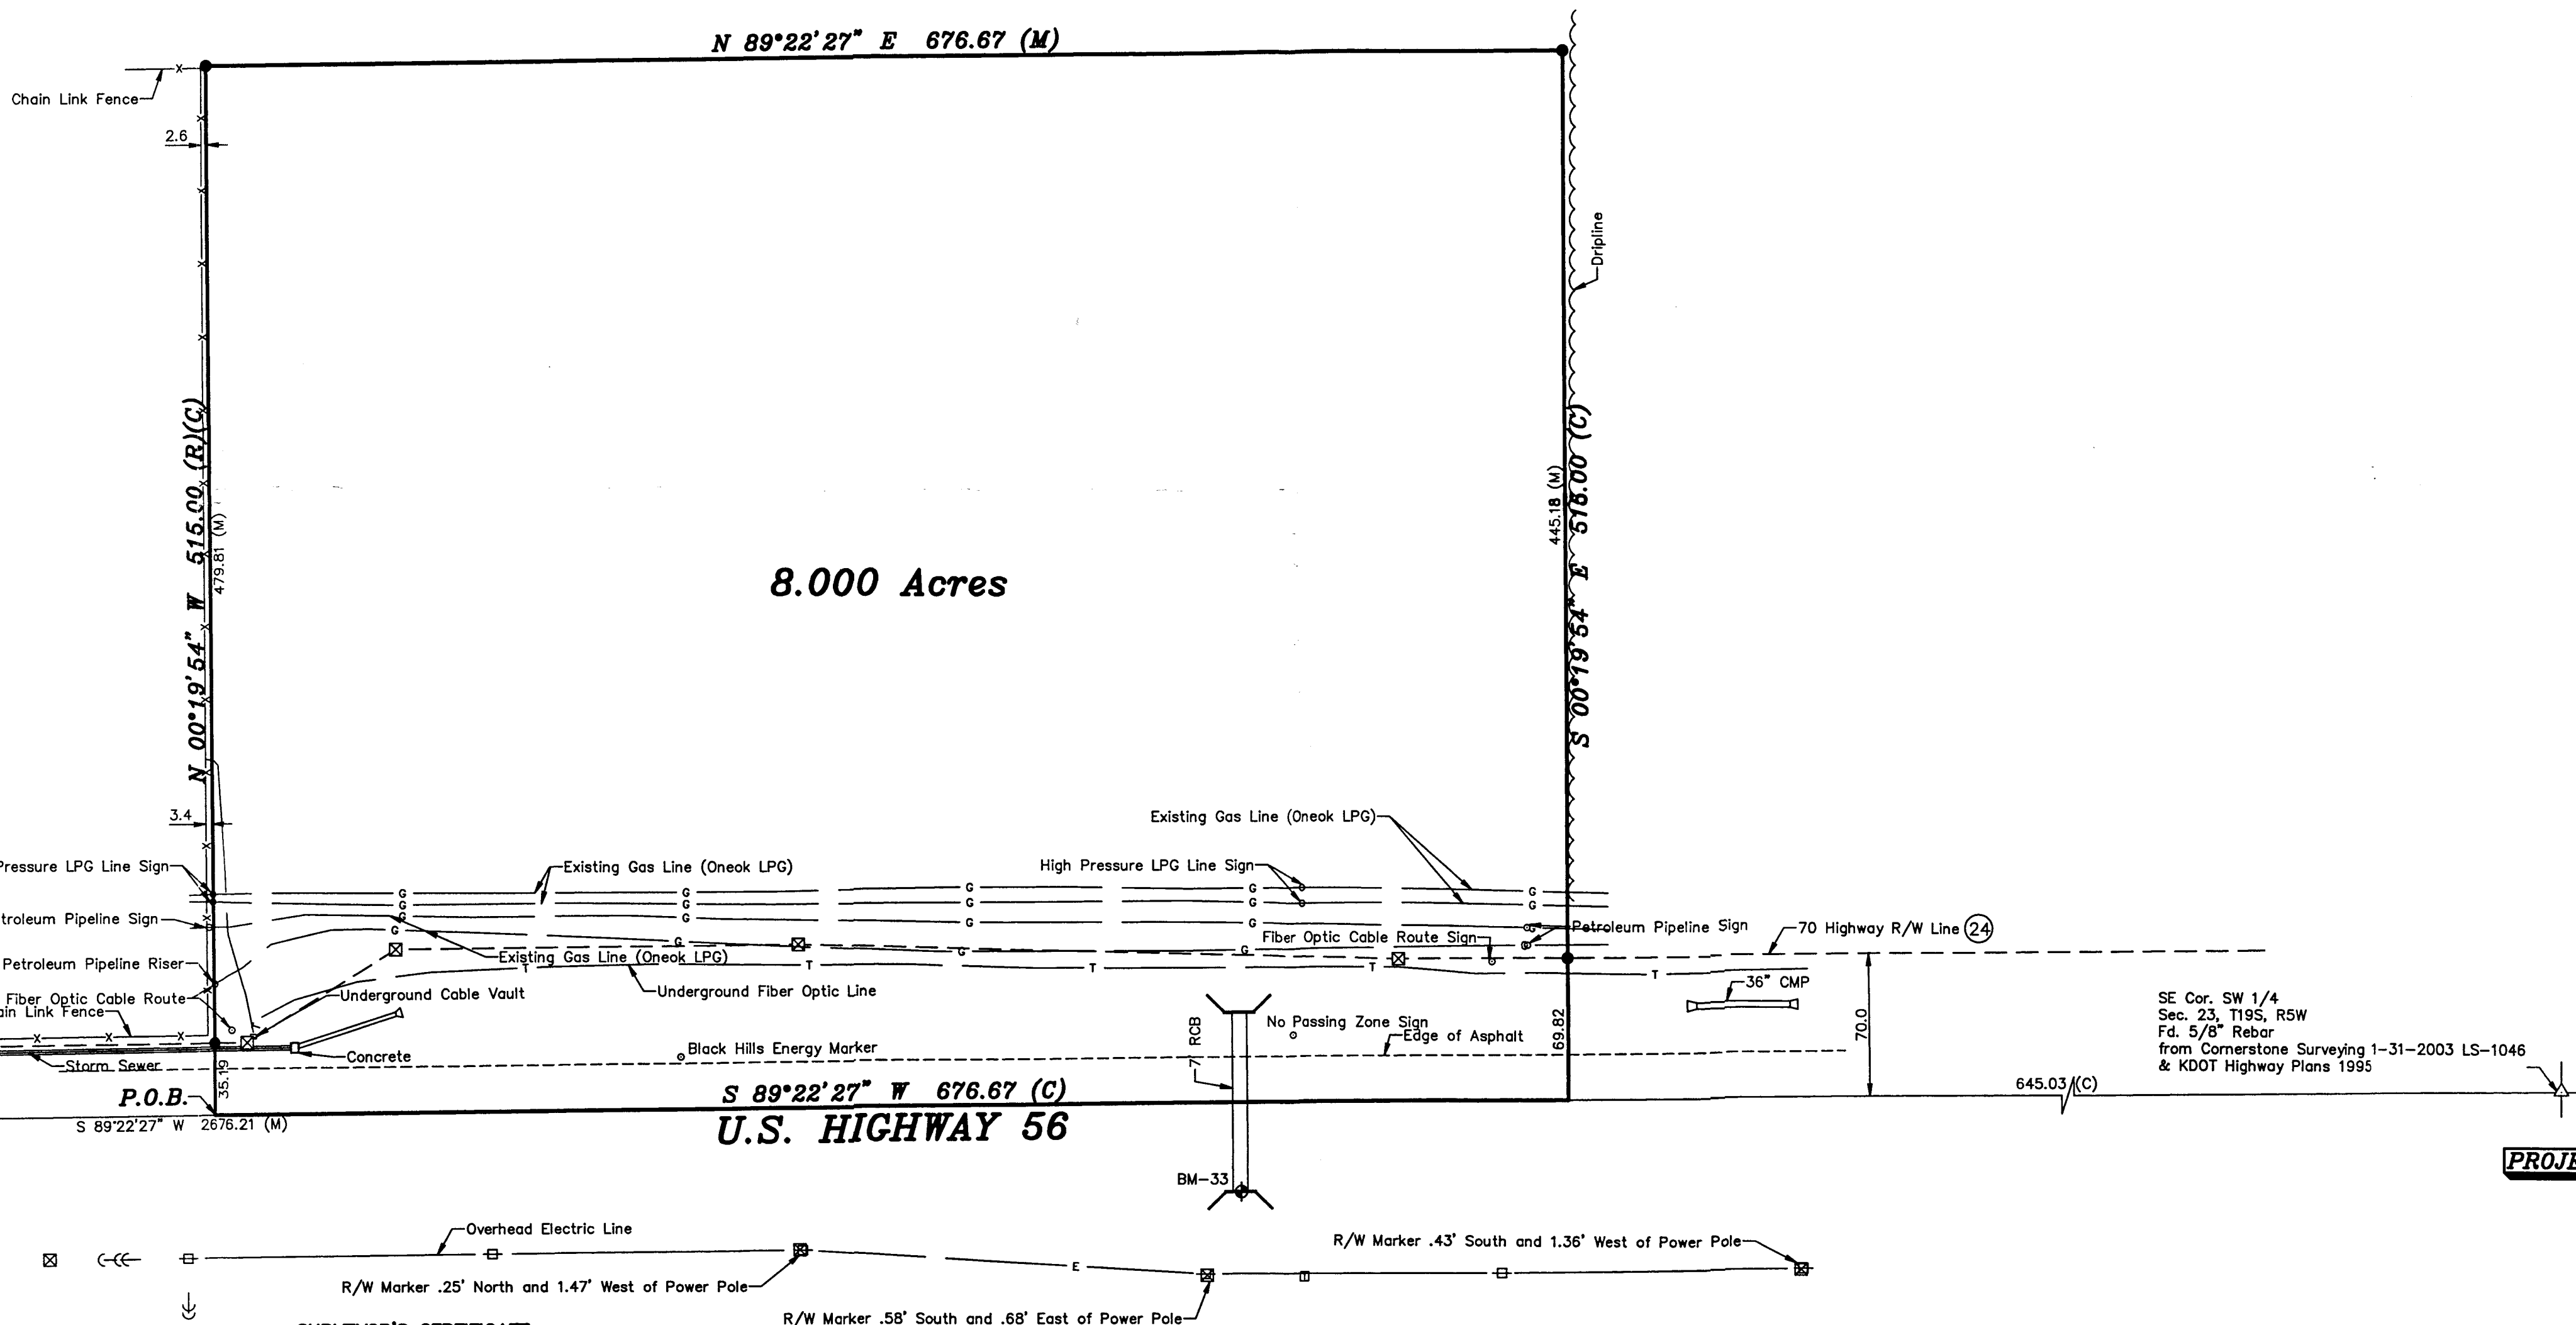 N 89°22'27" E 676.67 (M)
Chain Link Fence
2.6
Dripline
N 00°19'54" W 515.00 (R)(C)
479.81 (M)
445.18 (M)
S 00°19'54" E 515.00 (C)
8.000 Acres
3.4
Existing Gas Line (Oneok LPG)
Pressure LPG Line Sign
Existing Gas Line (Oneok LPG)
High Pressure LPG Line Sign
troleum Pipeline Sign
Petroleum Pipeline Sign
70 Highway R/W Line 24
Fiber Optic Cable Route Sign
Existing Gas Line (Oneok LPG)
Petroleum Pipeline Riser
Underground Fiber Optic Line
Underground Cable Vault
Fiber Optic Cable Route
ain Link Fence
36" CMP
SE Cor. SW 1/4
Sec. 23, T19S, R5W
Fd. 5/8" Rebar
from Cornerstone Surveying 1-31-2003 LS-1046
& KDOT Highway Plans 1995
No Passing Zone Sign
7' RCB
69.82
70.0
Edge of Asphalt
Black Hills Energy Marker
Concrete
Storm Sewer
35.19
P.O.B.
S 89°22'27" W 676.67 (C)
645.03 (C)
S 89°22'27" W 2676.21 (M)
U.S. HIGHWAY 56
PROJE
BM-33
Overhead Electric Line
R/W Marker .43' South and 1.36' West of Power Pole
E
R/W Marker .25' North and 1.47' West of Power Pole
R/W Marker .58' South and .68' East of Power Pole